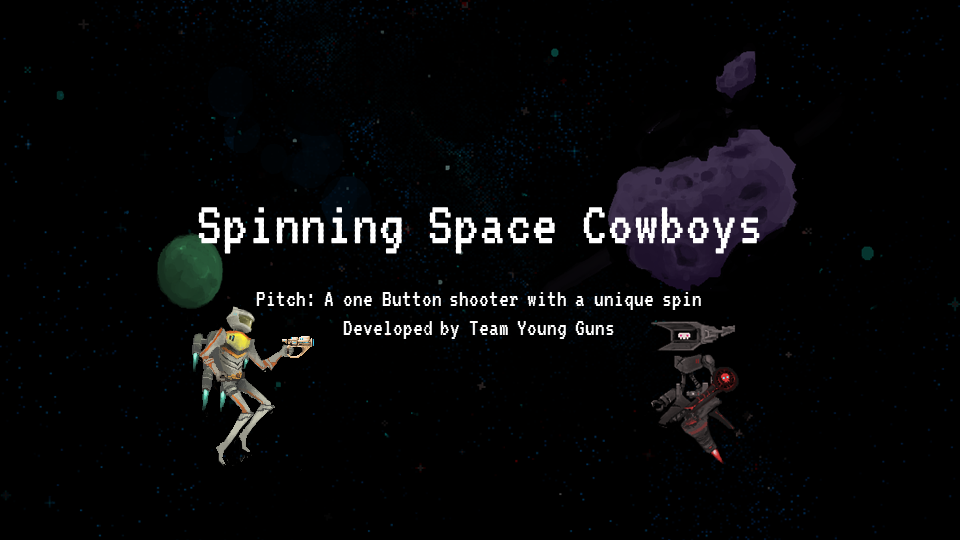 Spinning Space Cowboys
Pitch: A one Button shooter with a unique spin
Developed by Team Young Guns